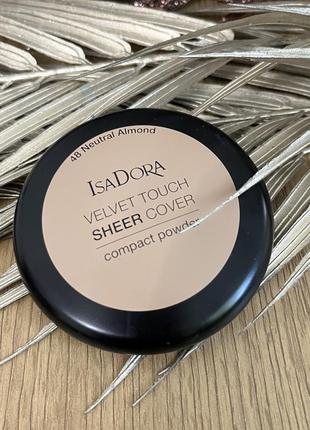 48 Neutral Almond
ISADORA
VELVET TOUCH
SHEER COVER
compact powder